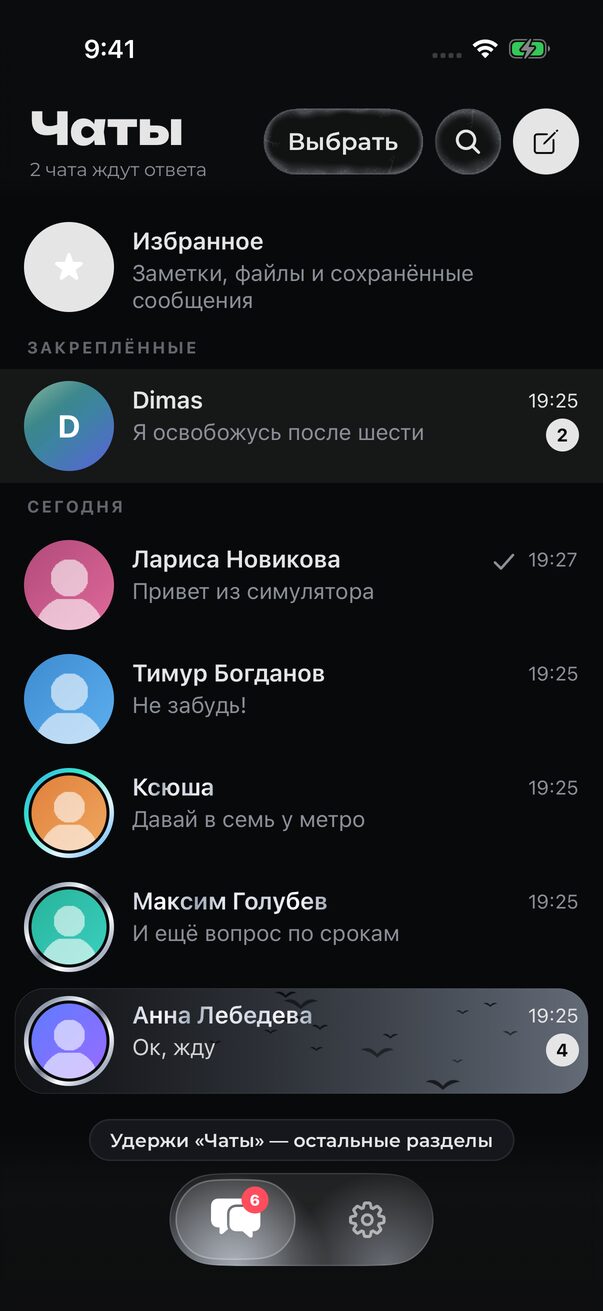 9:41
Чаты
2 чата ждут ответа
Выбрать
Избранное
Заметки, файлы и сохранённые
сообщения
ЗАКРЕПЛЁННЫЕ
D
Dimas
19:25
Я освобожусь после шести
2
СЕГОДНЯ
Лариса Новикова
19:27
Привет из симулятора
Тимур Богданов
19:25
Не забудь!
Ксюша
19:25
Давай в семь у метро
Максим Голубев
19:25
И ещё вопрос по срокам
Анна Лебедева
19:25
Ок, жду
4
Удержи «Чаты» — остальные разделы
6